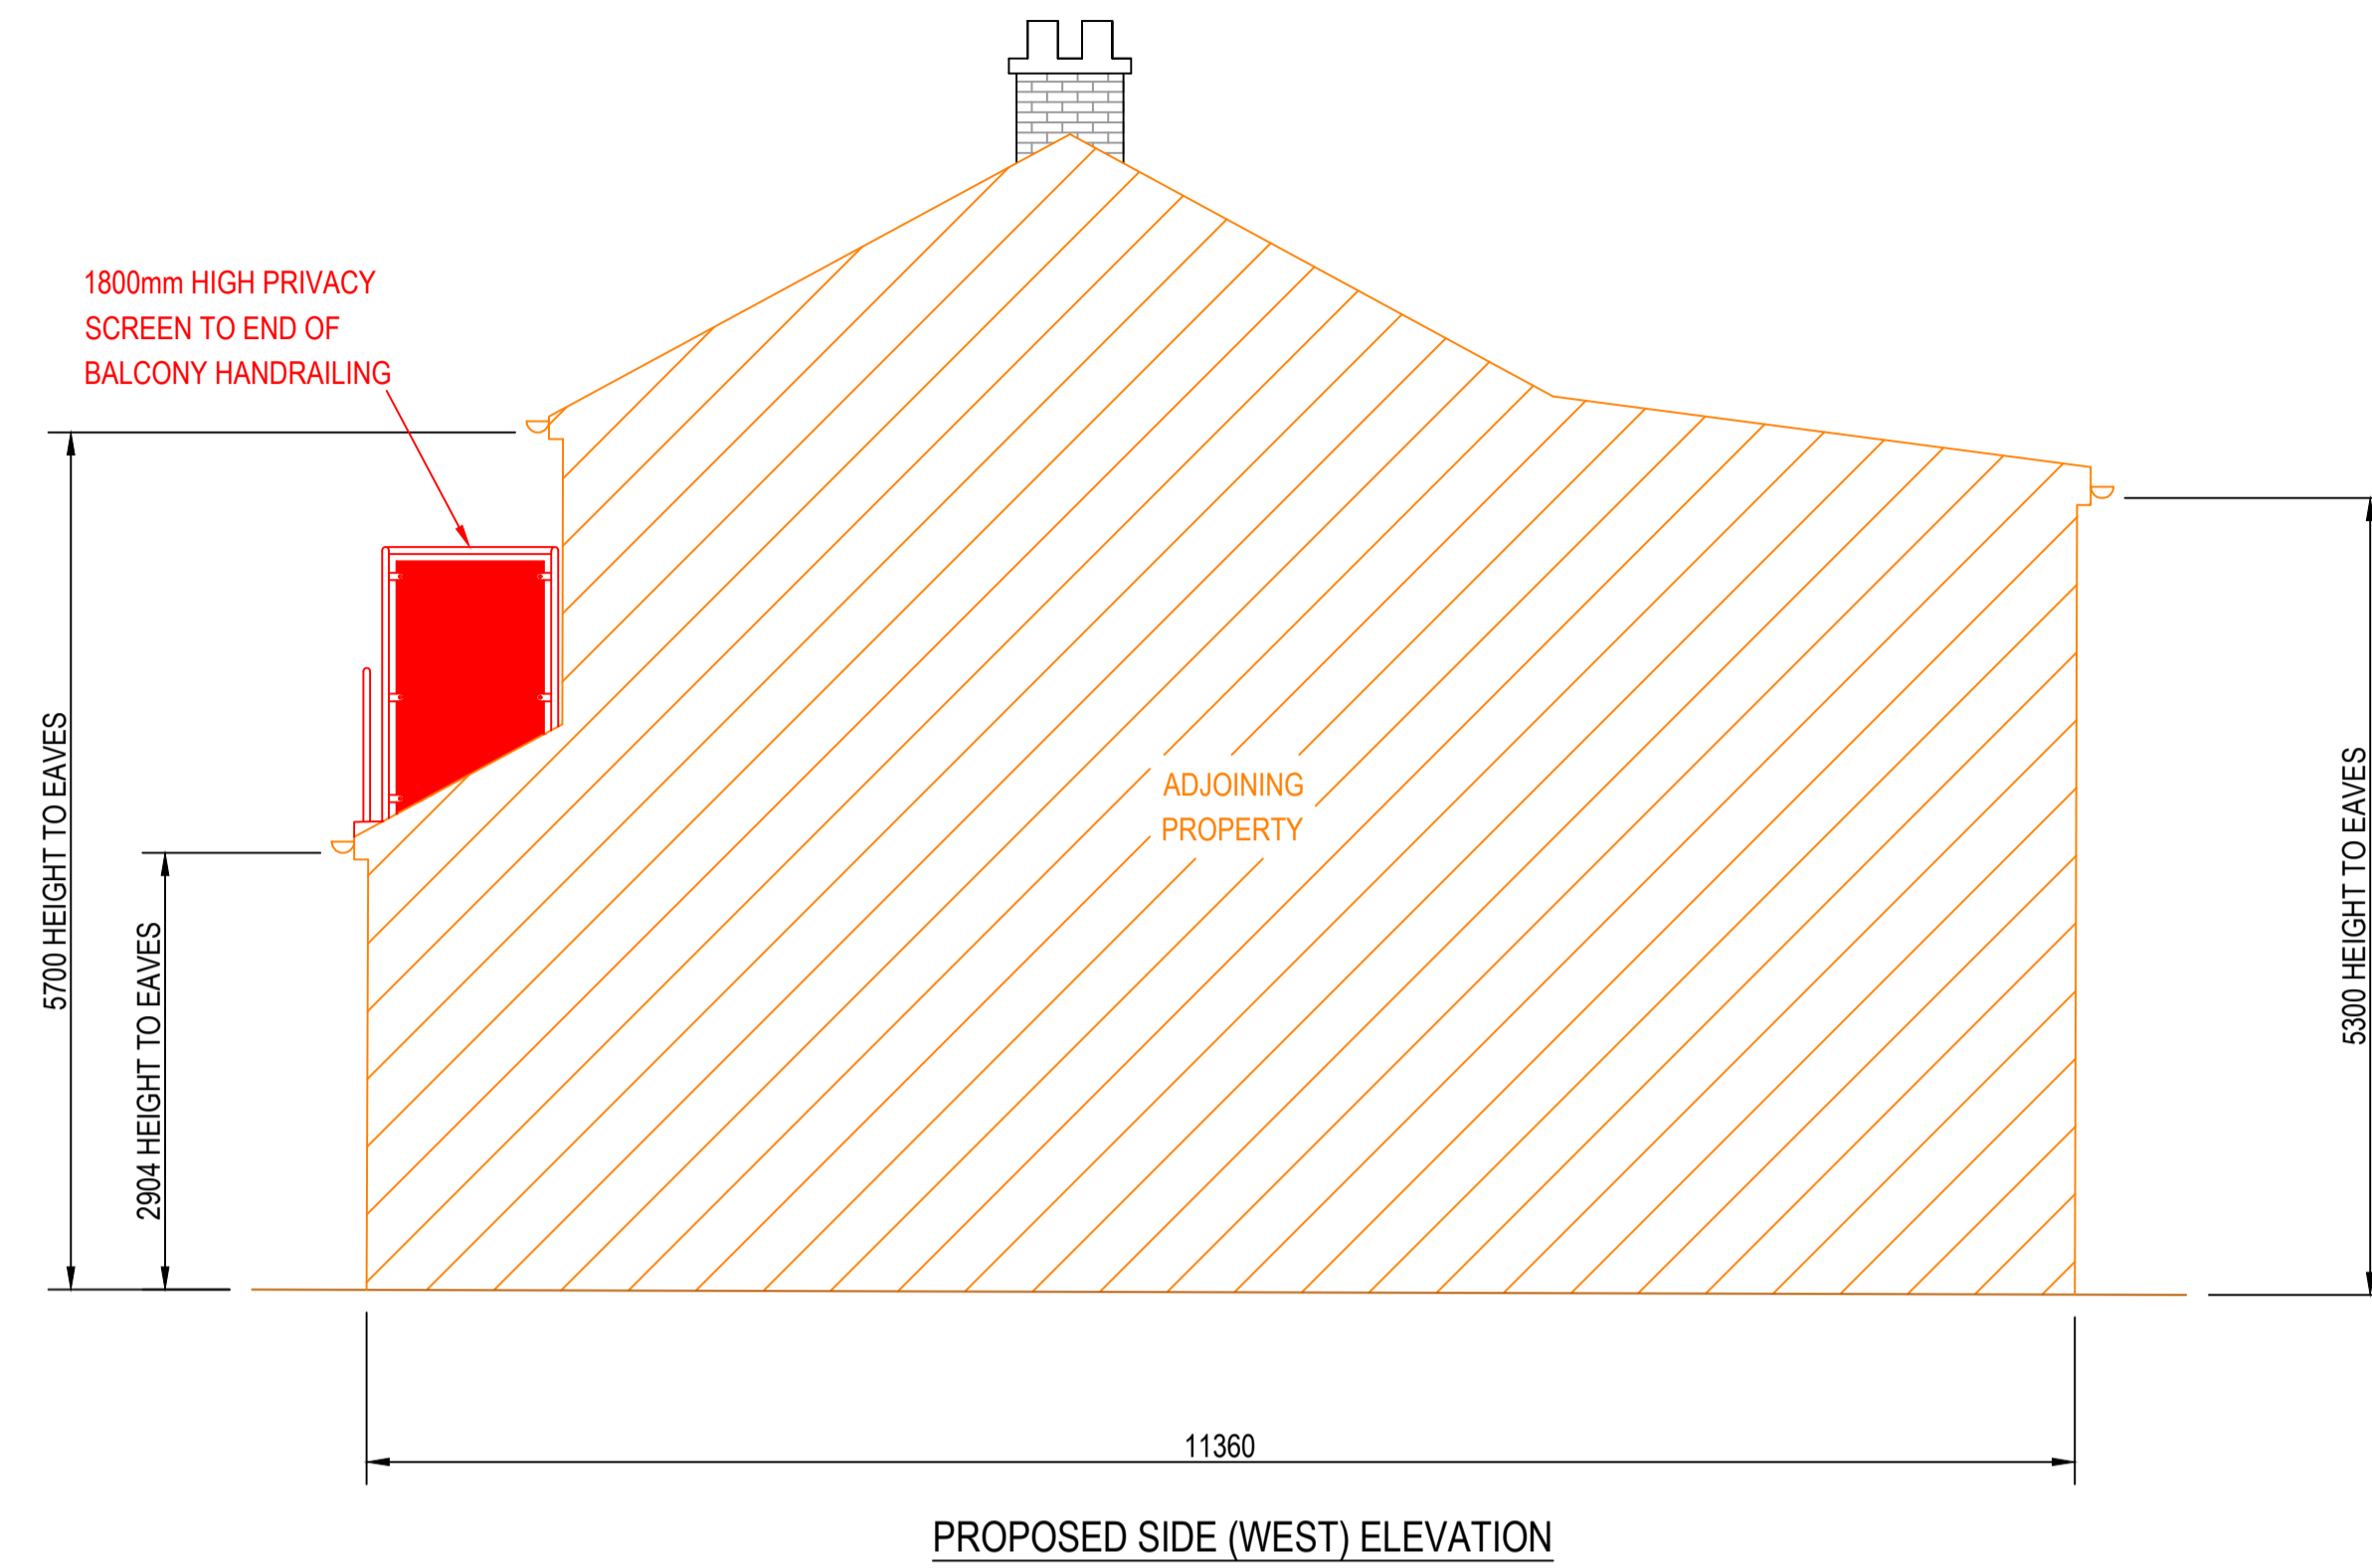 1800mm HIGH PRIVACY
SCREEN TO END OF
BALCONY HANDRAILING
5700 HEIGHT TO EAVES
2904 HEIGHT TO EAVES
ADJOINING
PROPERTY
5300 HEIGHT TO EAVES
11360
PROPOSED SIDE (WEST) ELEVATION